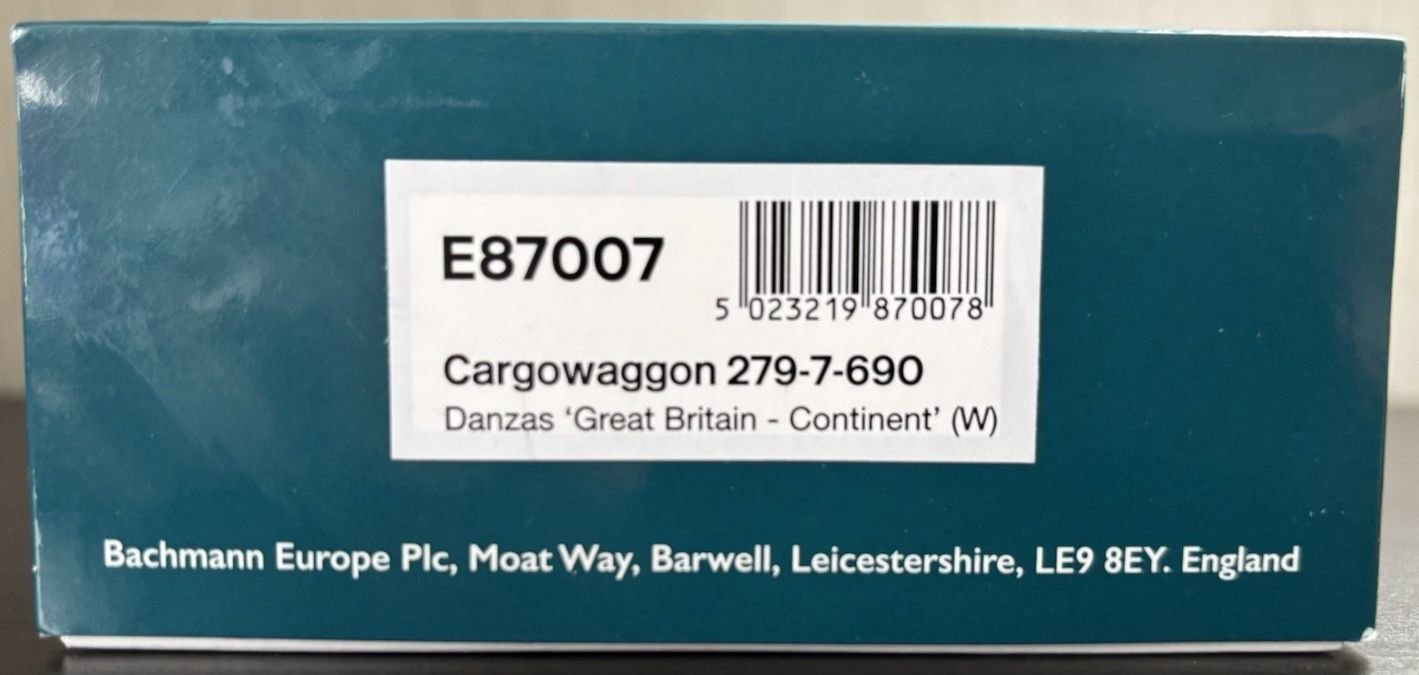 E87007
5 023219 870078
Cargowaggon 279-7-690
Danzas ‘Great Britain - Continent’ (W)
Bachmann Europe Plc, Moat Way, Barwell, Leicestershire, LE9 8EY. England